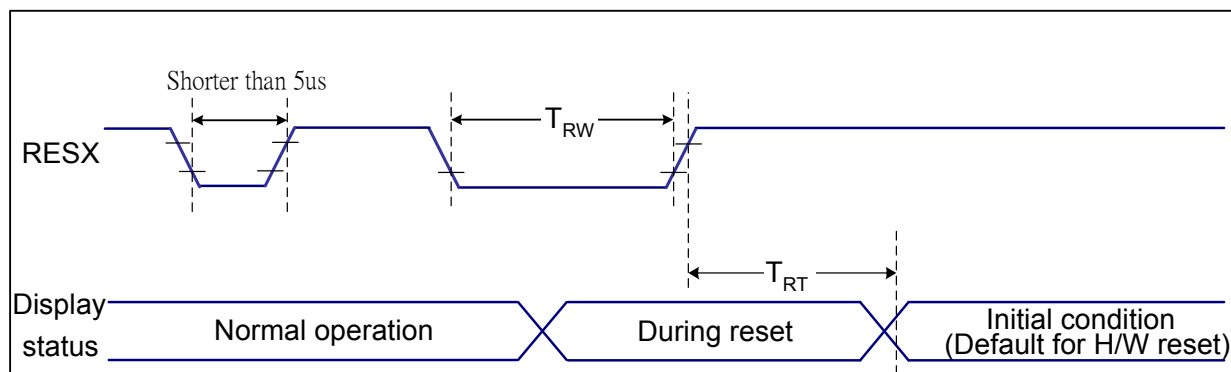 Shorter than 5us
RESX
TRW
TRT
Display
status
Normal operation
During reset
Initial condition
(Default for H/W reset)